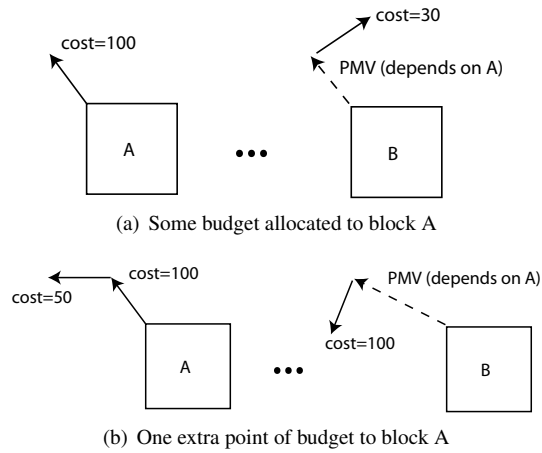 cost=100
cost=30
PMV (depends on A)
A
•••
B
(a) Some budget allocated to block A
cost=50
cost=100
PMV (depends on A)
cost=100
A
•••
B
(b) One extra point of budget to block A